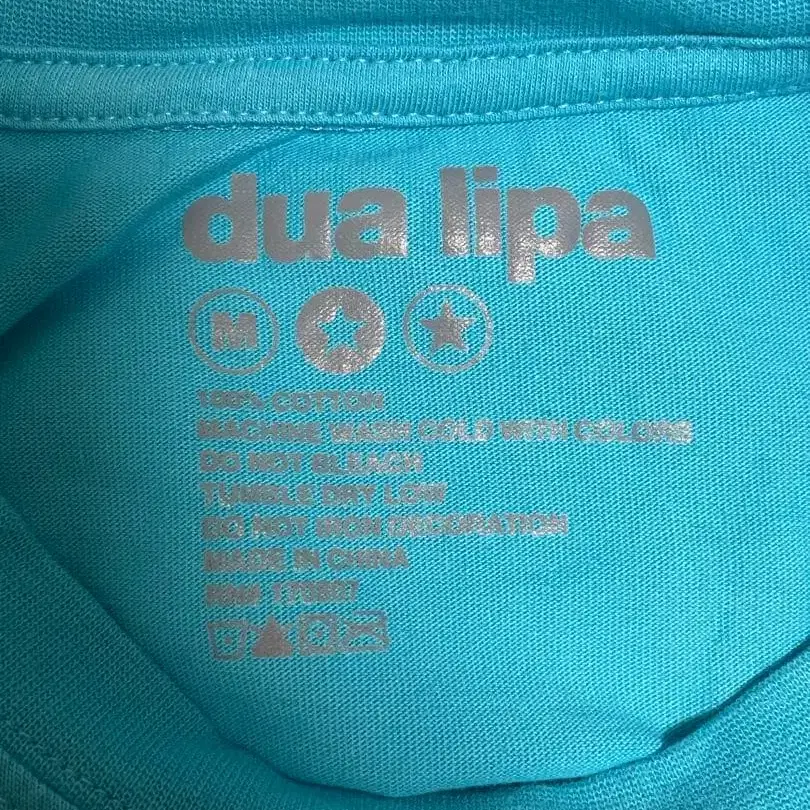 dua lipa
M
100% COTTON
MACHINE WASH COLD WITH COLORS
DO NOT BLEACH
TUMBLE DRY LOW
DO NOT IRON DECORATION
MADE IN CHINA
RN#